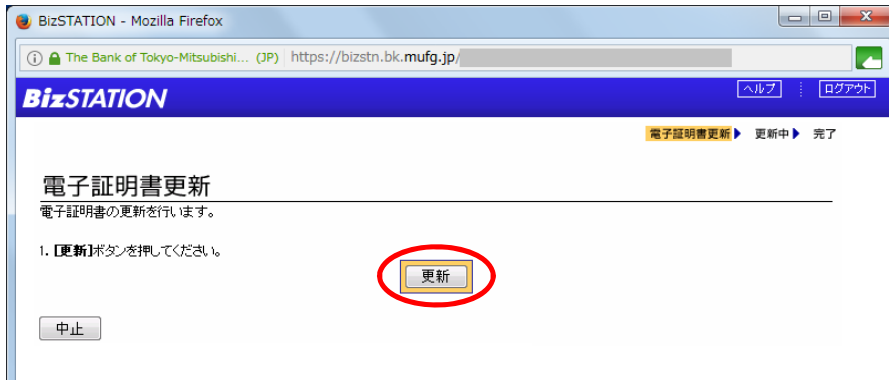 BizSTATION - Mozilla Firefox
The Bank of Tokyo-Mitsubishi... (JP) https://bizstn.bk.mufg.jp/
BizSTATION ヘルプ ログアウト
電子証明書更新 更新中 完了
電子証明書更新
電子証明書の更新を行います。
1. [更新]ボタンを押してください。
更新
中止